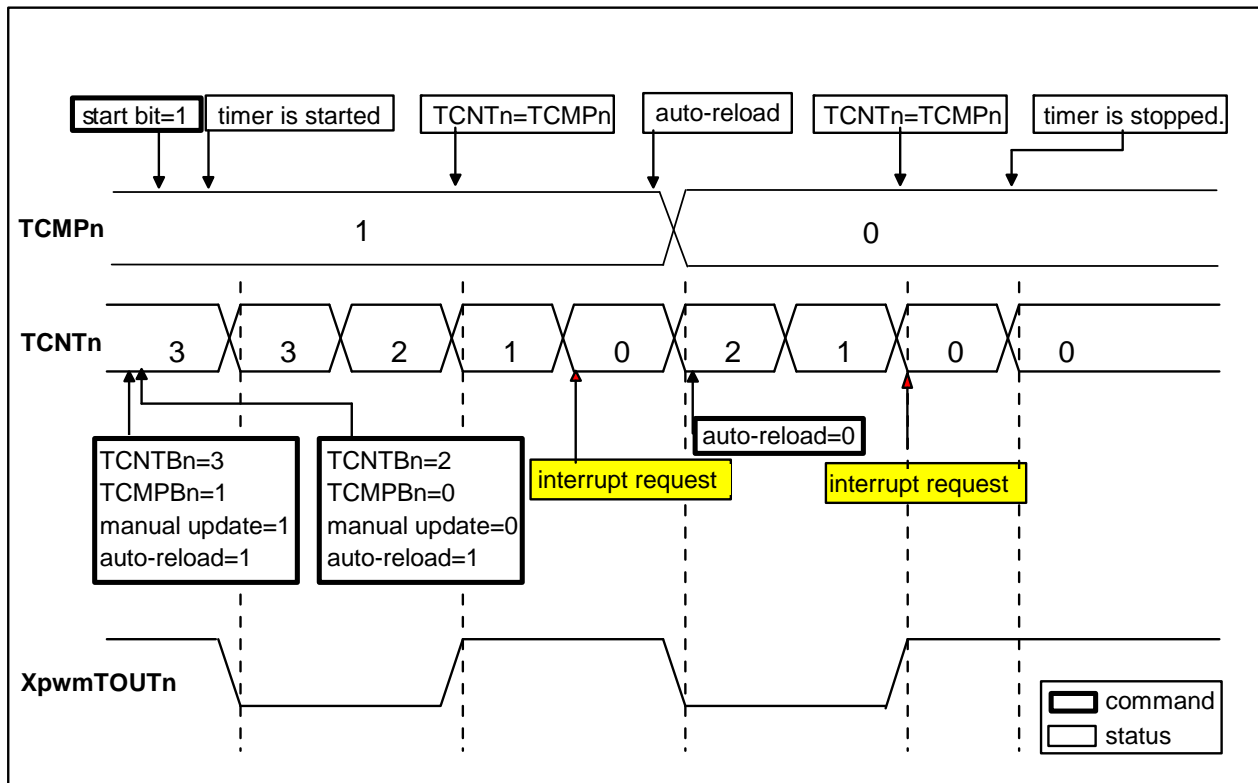 start bit=1
timer is started
TCNTn=TCMPn
auto-reload
TCNTn=TCMPn
timer is stopped.
TCMPn
1
0
TCNTn
3
3
2
1
0
2
1
0
0
TCNTBn=3
TCMPBn=1
manual update=1
auto-reload=1
TCNTBn=2
TCMPBn=0
manual update=0
auto-reload=1
interrupt request
auto-reload=0
interrupt request
XpwmTOUTn
command
status